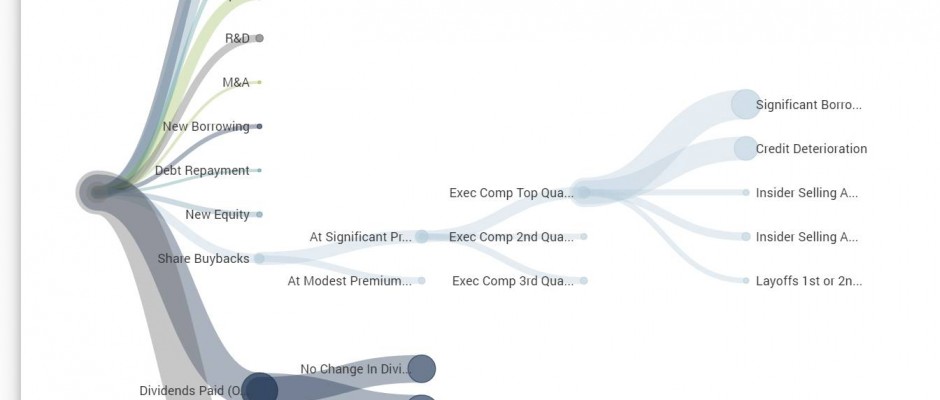 R&D
M&A
New Borrowing
Debt Repayment
New Equity
Share Buybacks
At Significant Pr...
At Modest Premium...
Exec Comp Top Qua...
Exec Comp 2nd Qua...
Exec Comp 3rd Qua...
Significant Borro...
Credit Deterioration
Insider Selling A...
Insider Selling A...
Layoffs 1st or 2n...
No Change In Divi...
Dividends Paid (O...